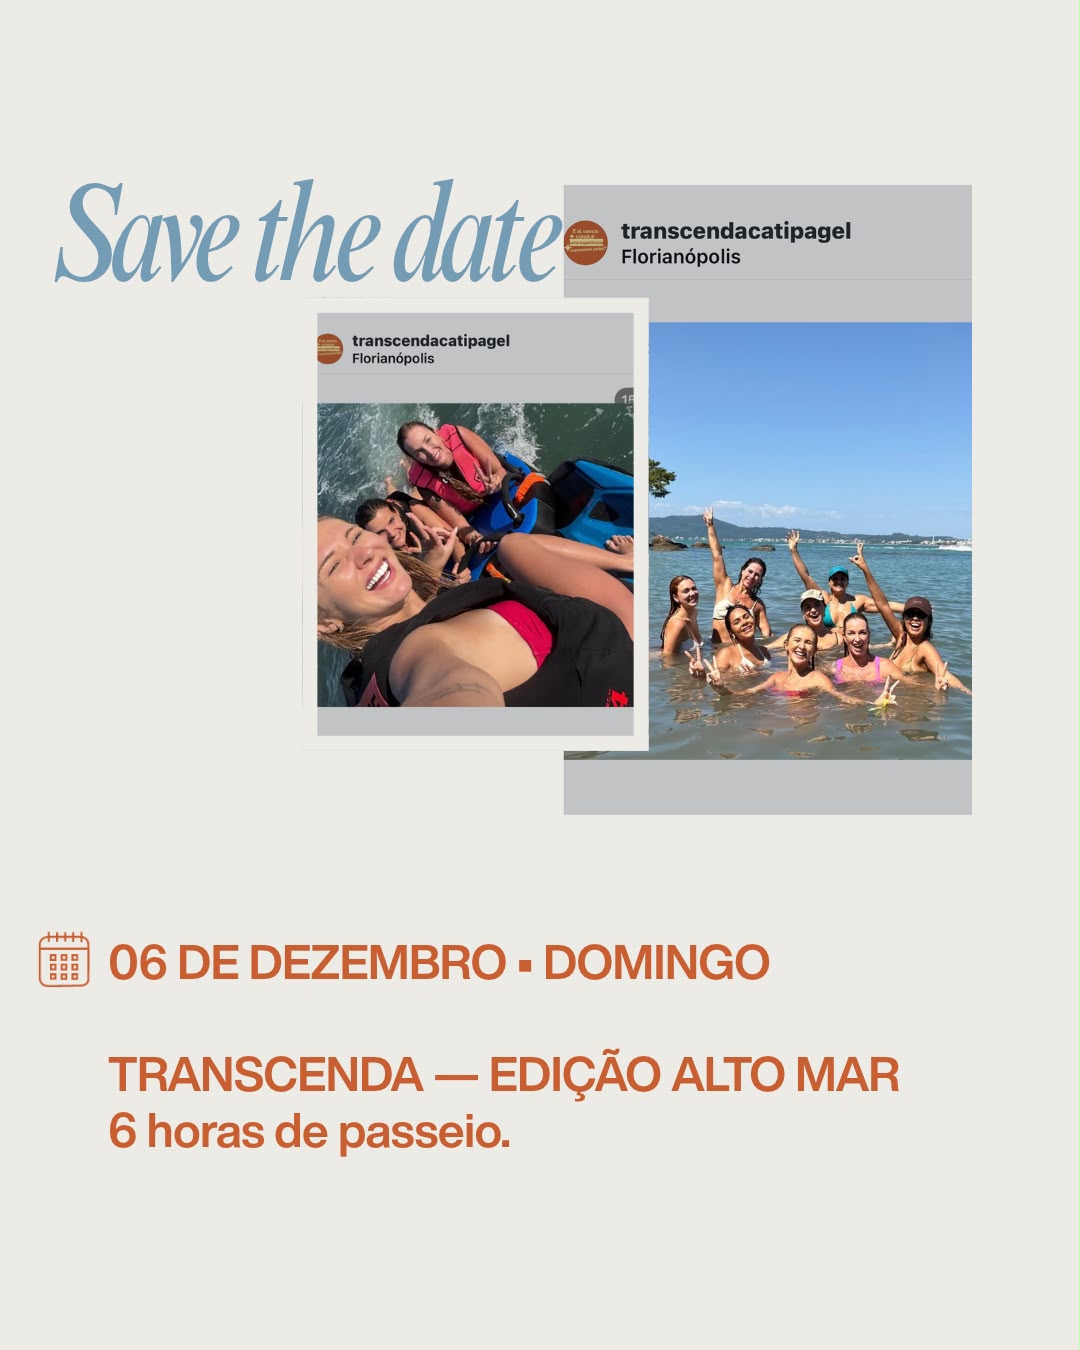 Save the date
transcendacatipagel
Florianópolis
transcendacatipagel
Florianópolis
15
06 DE DEZEMBRO ▪ DOMINGO
TRANSCENDA — EDIÇÃO ALTO MAR
6 horas de passeio.